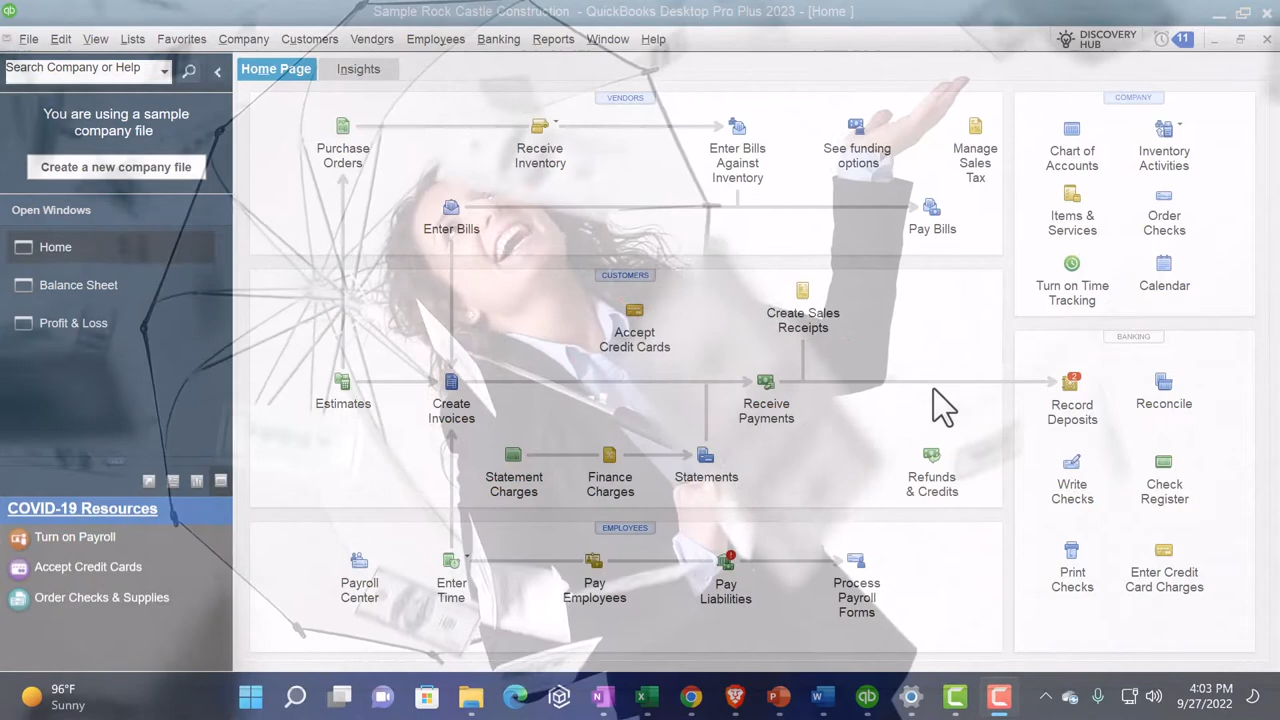 Sample Rock Castle Construction - QuickBooks Desktop Pro Plus 2023 - [Home ]
File Edit View Lists Favorites Company Customers Vendors Employees Banking Reports Window Help
DISCOVERY
HUB
11
Search Company or Help
Home Page Insights
You are using a
sample
company file
Create a new company file
Open Windows
Home
Balance Sheet
Profit & Loss
COVID-19 Resources
Turn on Payroll
Accept Credit Cards
Order Checks & Supplies
VENDORS
Purchase
Orders
Receive
Inventory
Enter Bills
Against
Inventory
See funding
options
Manage
Sales
Tax
Enter Bills
Pay Bills
CUSTOMERS
Accept
Credit Cards
Create Sales
Receipts
Estimates
Create
Invoices
Receive
Payments
Statement
Charges
Finance
Charges
Statements
Refunds
& Credits
EMPLOYEES
Payroll
Center
Enter
Time
Pay
Employees
Pay
Liabilities
Process
Payroll
Forms
COMPANY
Chart of
Accounts
Inventory
Activities
Items &
Services
Order
Checks
Turn on Time
Tracking
Calendar
BANKING
2
Record
Deposits
Reconcile
Write
Checks
Check
Register
Print
Checks
Enter Credit
Card Charges
96°F
Sunny
4:03 PM
9/27/2022